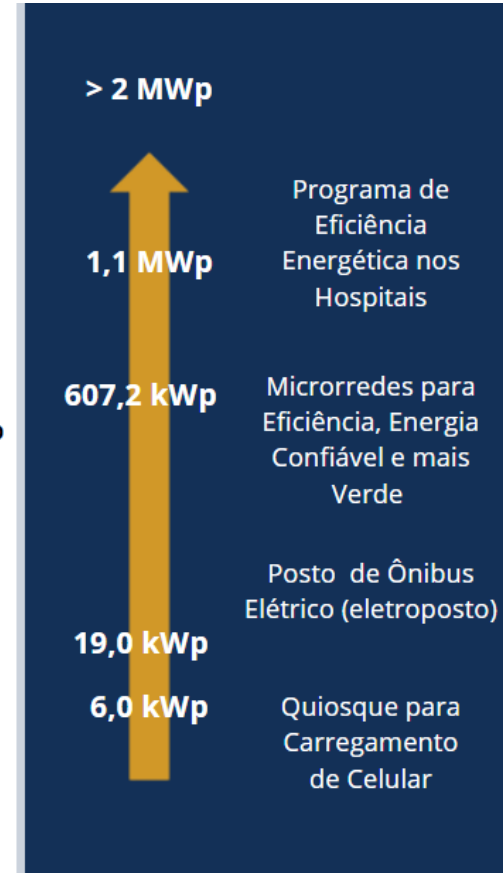 > 2 MWp
Programa de
Eficiência
1,1 MWp
Energética nos
Hospitais
607,2 kWp
Microrredes para
Eficiência, Energia
Confiável e mais
Verde
Posto de Ônibus
Elétrico (eletroposto)
19,0 kWp
6,0 kWp
Quiosque para
Carregamento
de Celular